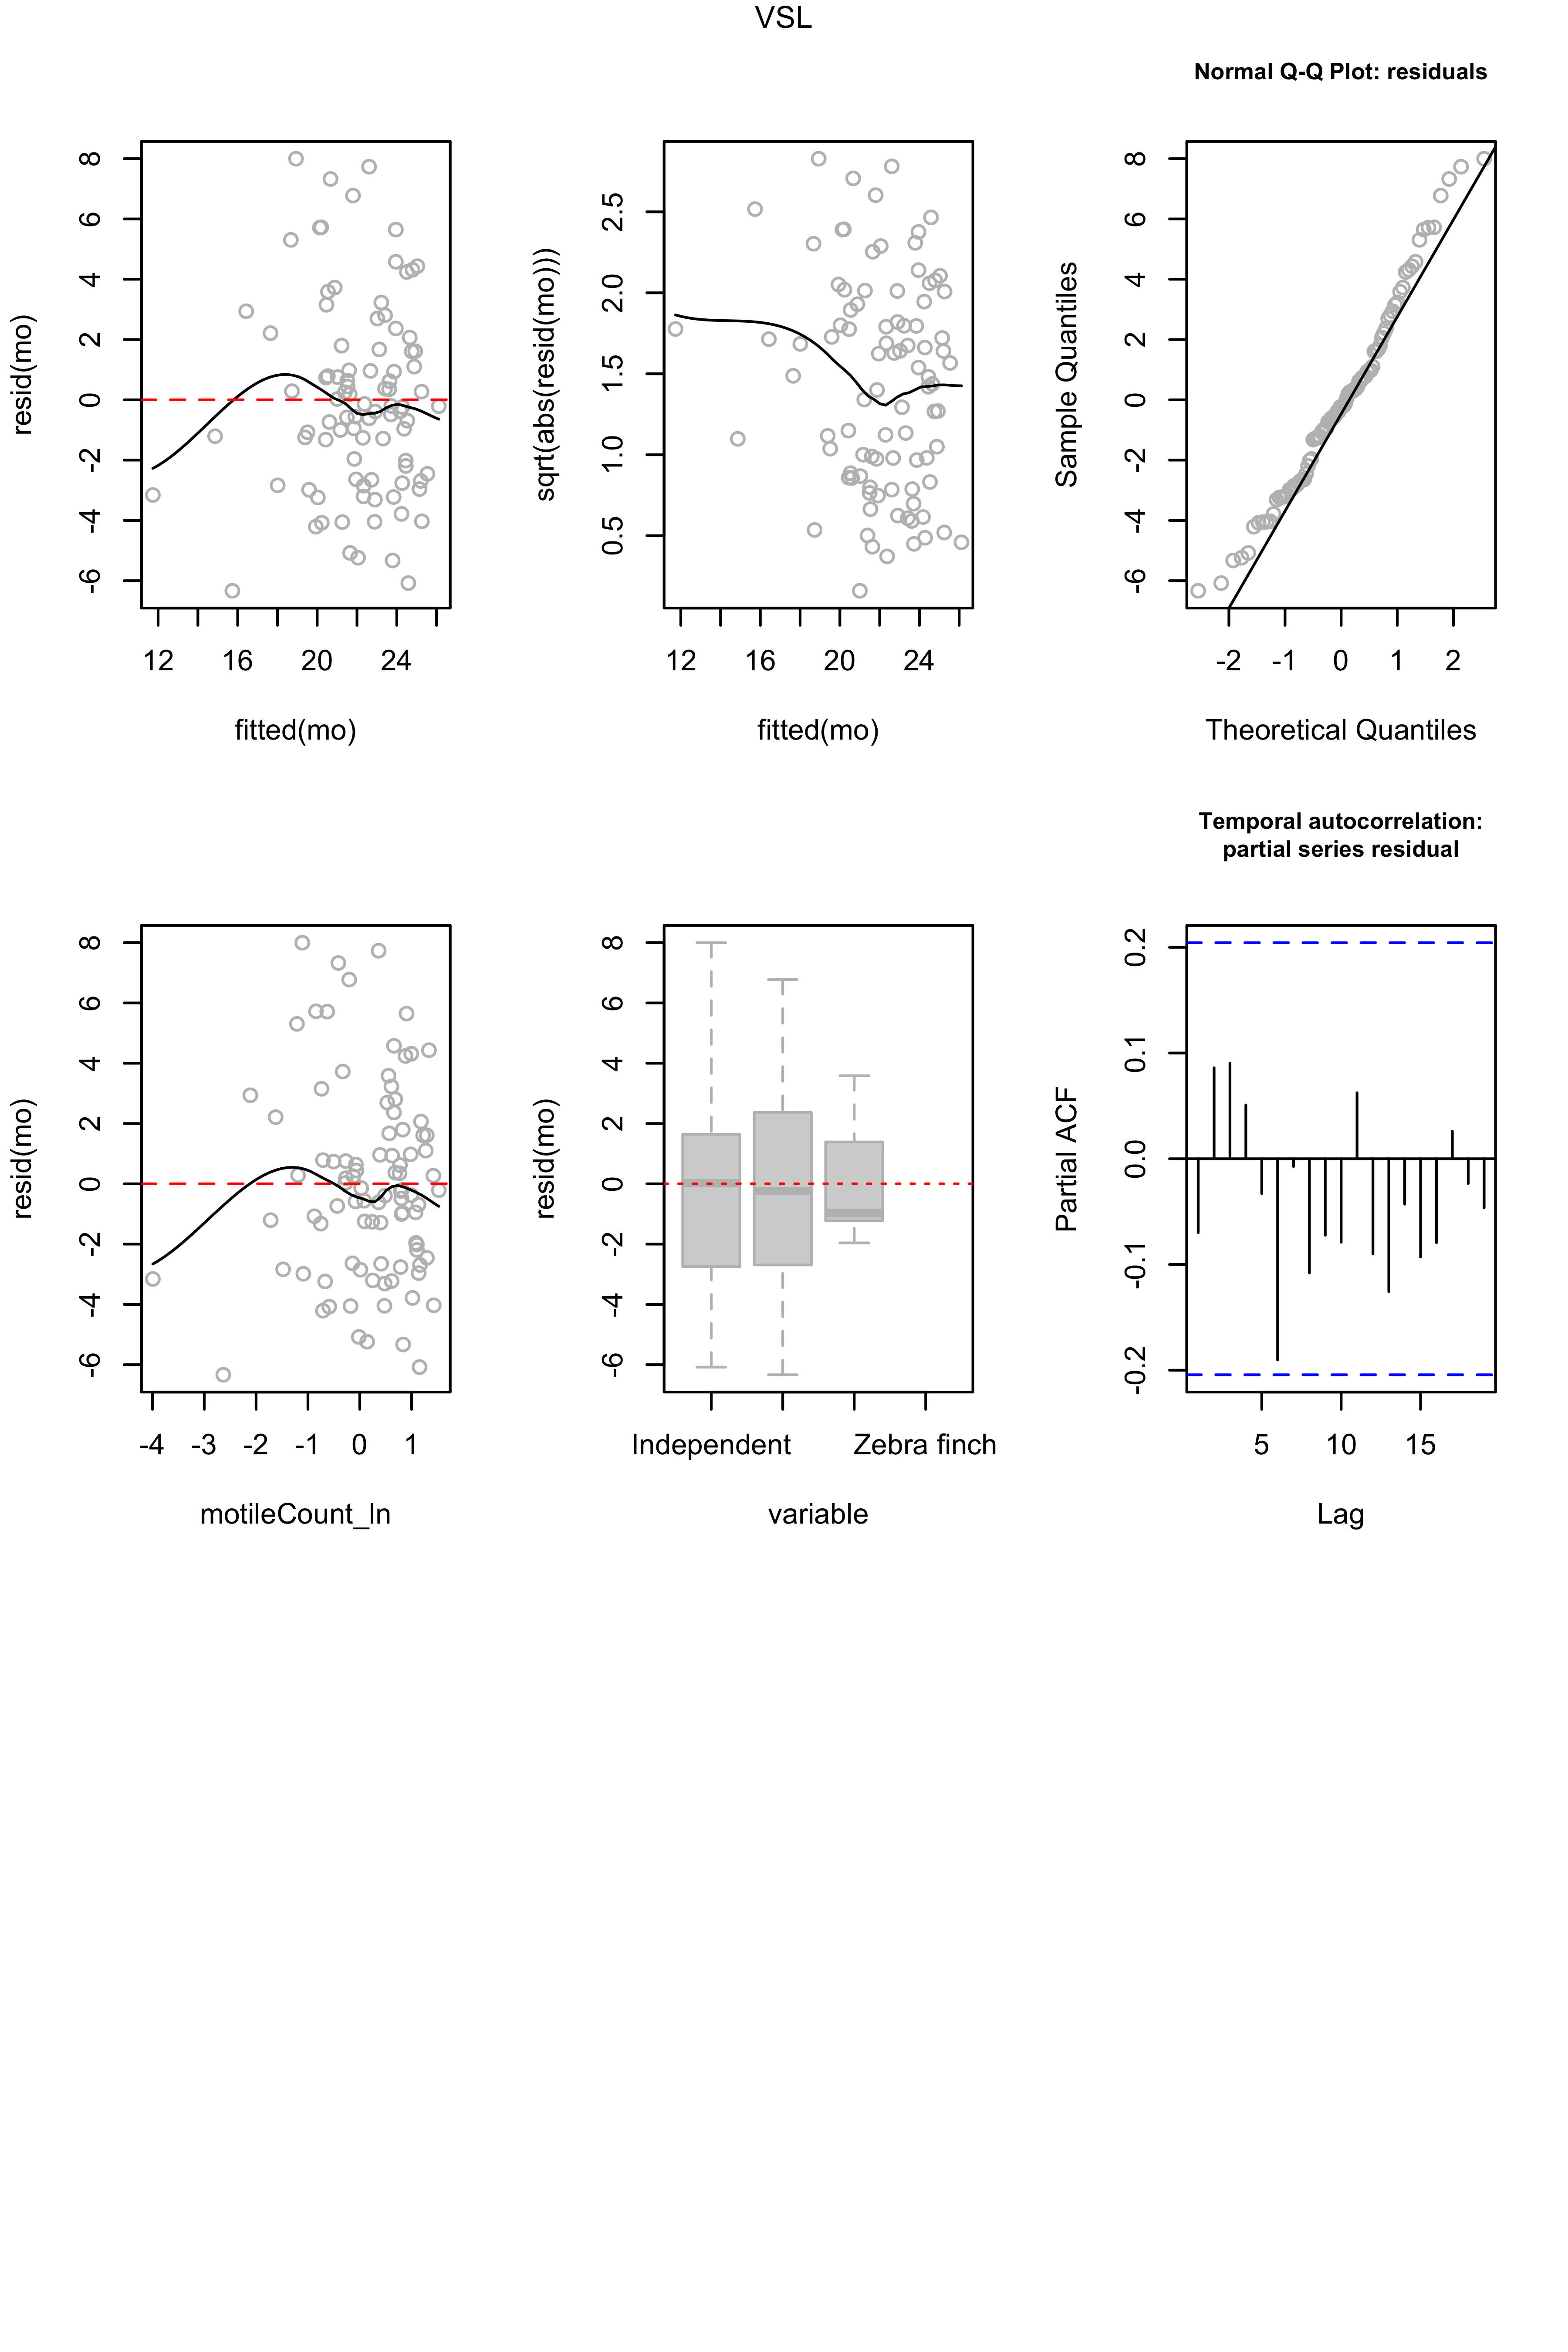 VSL
resid(mo)
8
6
4
2
0
-2
-4
-6
12 16 20 24
fitted(mo)
sqrt(abs(resid(mo)))
2.5
2.0
1.5
1.0
0.5
12 16 20 24
fitted(mo)
Normal Q-Q Plot: residuals
Sample Quantiles
8
6
4
2
0
-2
-4
-6
-2 -1 0 1 2
Theoretical Quantiles
resid(mo)
8
6
4
2
0
-2
-4
-6
-4 -3 -2 -1 0 1
motileCount_ln
resid(mo)
8
6
4
2
0
-2
-4
-6
Independent Zebra finch
variable
Temporal autocorrelation:
partial series residual
Partial ACF
0.2
0.1
0.0
-0.1
-0.2
5 10 15
Lag